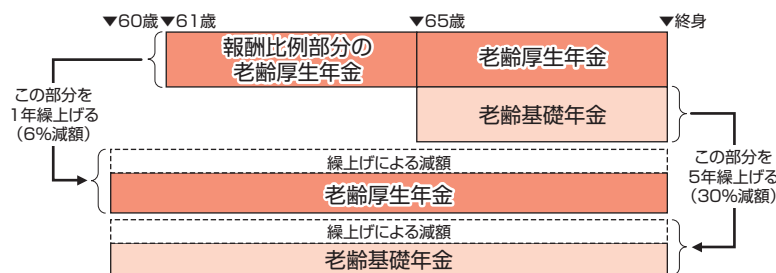 ▼60歳▼61歳 ▼65歳 ▼終身
報酬比例部分の
老齢厚生年金
老齢厚生年金
この部分を
1年繰上げる
（6%減額）
老齢基礎年金
繰上げによる減額
老齢厚生年金
この部分を
5年繰上げる
（30%減額）
繰上げによる減額
老齢基礎年金